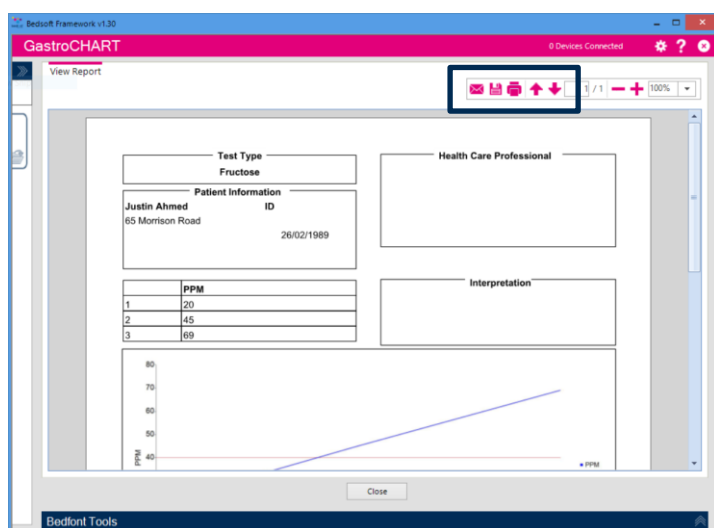 Bedsoft Framework v1.30
GastroCHART
0 Devices Connected
?
View Report
1 / 1
100%
Test Type
Fructose
Health Care Professional
Patient Information
Justin Ahmed ID
65 Morrison Road
26/02/1989
Interpretation
PPM
1 20
2 45
3 69
80
70
60
50
40
PPM
PPM
Close
Bedfont Tools